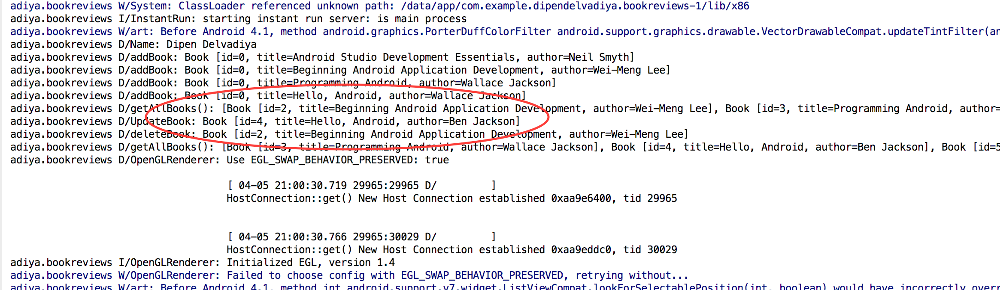 adiya.bookreviews W/System: ClassLoader referenced unknown path: /data/app/com.example.dipendelvadiya.bookreviews-1/lib/x86
adiya.bookreviews I/InstantRun: starting instant run server: is main process
adiya.bookreviews W/art: Before Android 4.1, method android.graphics.PorterDuffColorFilter android.support.graphics.drawable.VectorDrawableCompat.updateTintFilter(an
adiya.bookreviews D/Name: Dipen Delvadiya
adiya.bookreviews D/addBook: Book [id=0, title=Android Studio Development Essentials, author=Neil Smyth]
adiya.bookreviews D/addBook: Book [id=0, title=Beginning Android Application Development, author=Wei-Meng Lee]
adiya.bookreviews D/addBook: Book [id=0, title=Programming Android, author=Wallace Jackson]
adiya.bookreviews D/addBook: Book [id=0, title=Hello, Android, author=Wallace Jackson]
adiya.bookreviews D/getAllBooks(): [Book [id=2, title=Beginning Android Application Development, author=Wei-Meng Lee], Book [id=3, title=Programming Android, author=
adiya.bookreviews D/UpdateBook: Book [id=4, title=Hello, Android, author=Ben Jackson]
adiya.bookreviews D/deleteBook: Book [id=2, title=Beginning Android Application Development, author=Wei-Meng Lee]
adiya.bookreviews D/getAllBooks(): [Book [id=3, title=Programming Android, author=Wallace Jackson], Book [id=4, title=Hello, Android, author=Ben Jackson], Book [id=5
adiya.bookreviews D/OpenGLRenderer: Use EGL_SWAP_BEHAVIOR_PRESERVED: true
[ 04-05 21:00:30.719 29965:29965 D/         ]
HostConnection::get() New Host Connection established 0xaa9e6400, tid 29965
[ 04-05 21:00:30.766 29965:30029 D/         ]
HostConnection::get() New Host Connection established 0xaa9eddc0, tid 30029
adiya.bookreviews I/OpenGLRenderer: Initialized EGL, version 1.4
adiya.bookreviews W/OpenGLRenderer: Failed to choose config with EGL_SWAP_BEHAVIOR_PRESERVED, retrying without...
adiya.bookreviews W/art: Before Android 4.1, method int android.support.v7.widget.ListViewCompat.lookForSelectablePosition(int, boolean) would have incorrectly overr